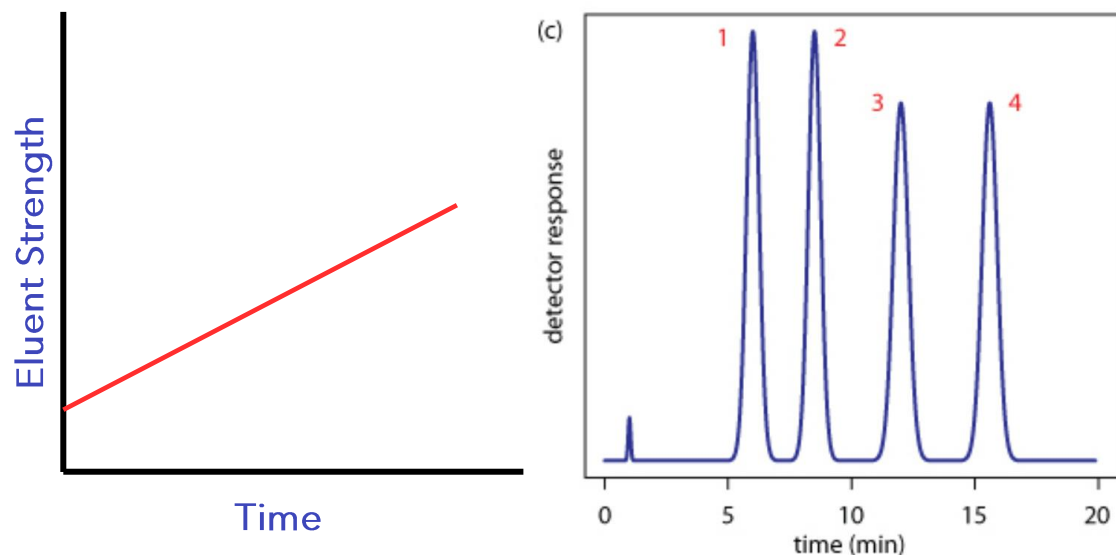 Eluent Strength
Time
(c)
1
2
3
4
detector response
0
5
10
15
20
time (min)